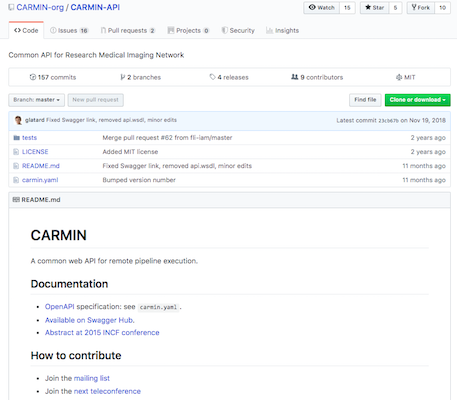 CARMIN-org / CARMIN-API
Watch 15 Star 5 Fork 10
Code Issues 16 Pull requests 2 Projects 0 Security Insights
Common API for Research Medical Imaging Network
157 commits 2 branches 4 releases 9 contributors MIT
Branch: master New pull request Find file Clone or download
glatard Fixed Swagger link, removed api.wsdl, minor edits Latest commit on Nov 19, 2018
tests Merge pull request #62 from fli-iam/master 2 years ago
LICENSE Added MIT license 2 years ago
README.md Fixed Swagger link, removed api.wsdl, minor edits 11 months ago
carmin.yaml Bumped version number 11 months ago
README.md
CARMIN
A common web API for remote pipeline execution.
Documentation
OpenAPI specification: see carmin.yaml.
Available on Swagger Hub.
Abstract at 2015 INCF conference
How to contribute
Join the mailing list
Join the next teleconference